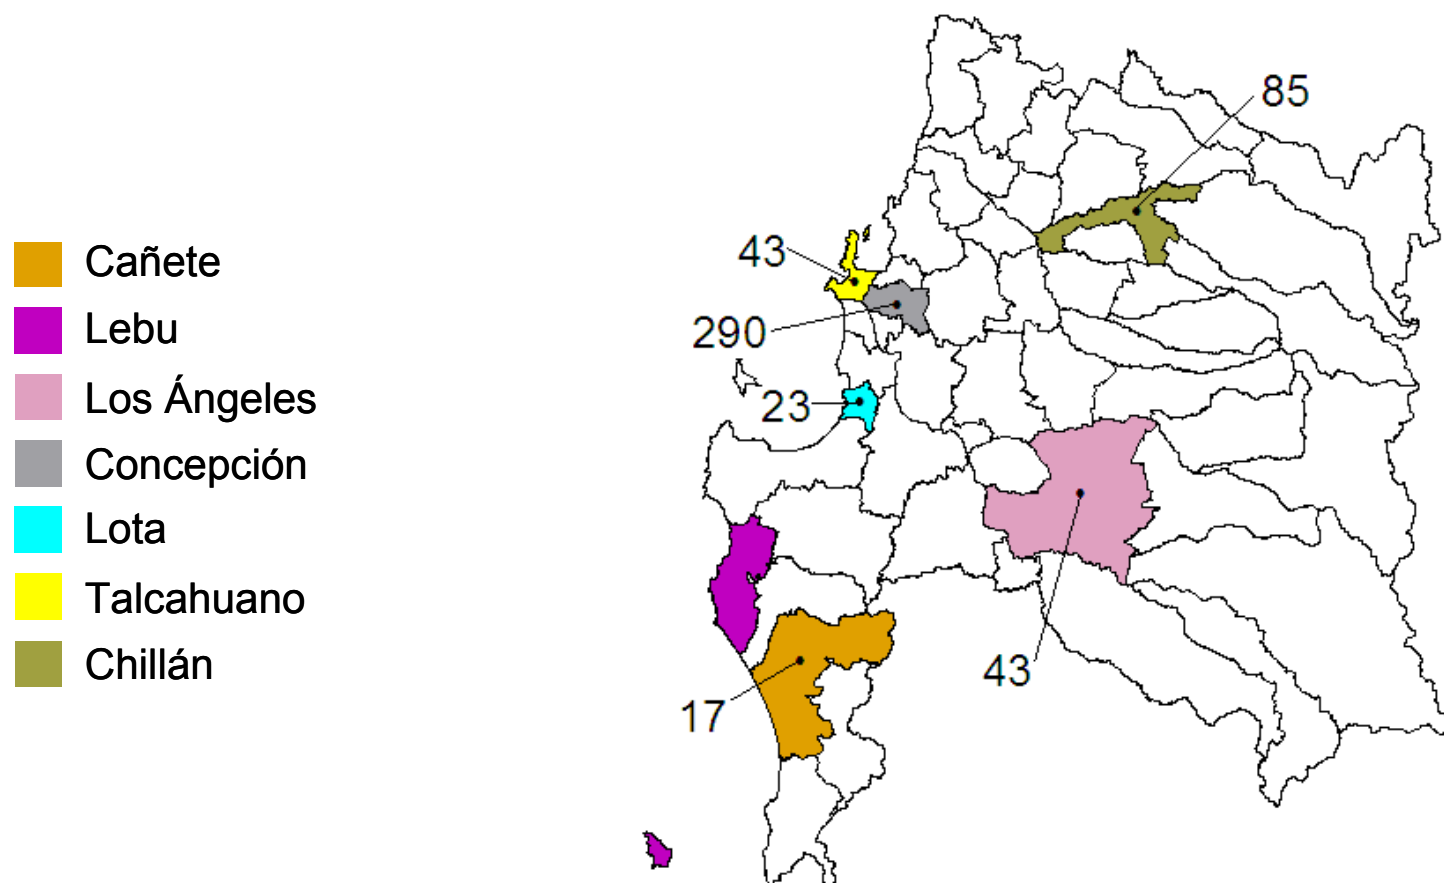 Cañete
Lebu
Los Ángeles
Concepción
Lota
Talcahuano
Chillán
85
43
290
23
43
17